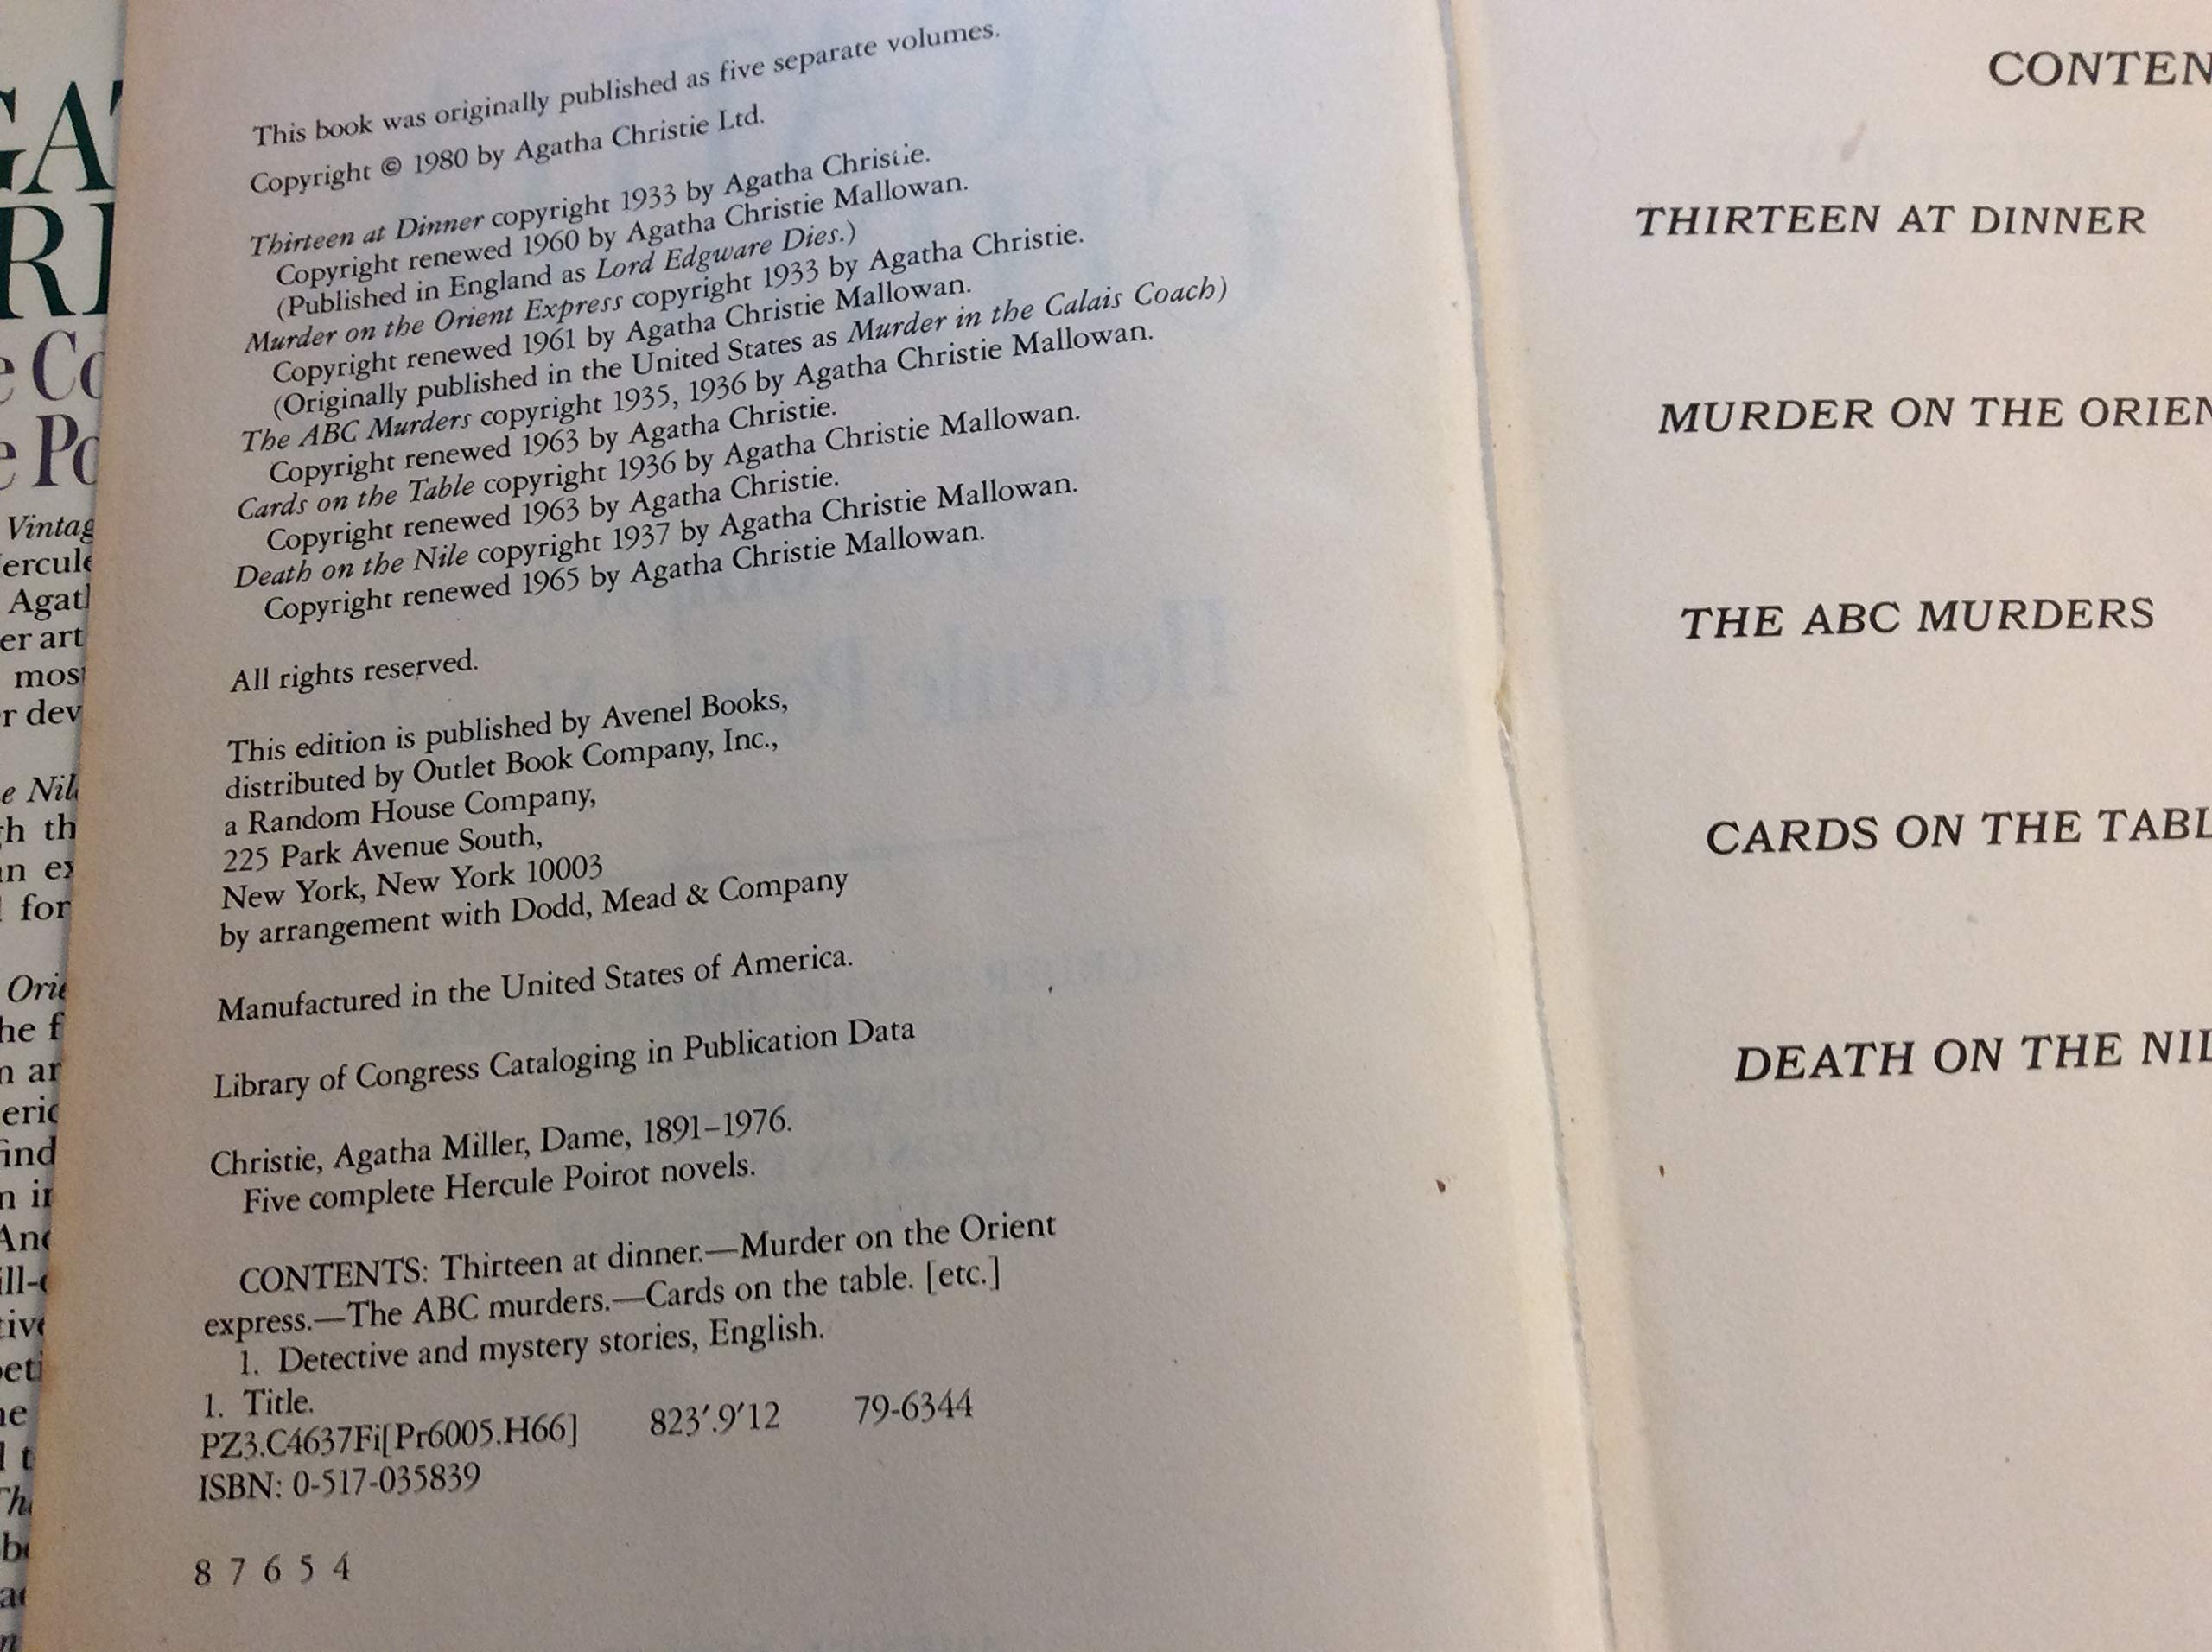 This book was originally published as five separate volumes.
Copyright © 1980 by Agatha Christie Ltd.
Thirteen at Dinner copyright 1933 by Agatha Christie.
Copyright renewed 1960 by Agatha Christie Mallowan.
(Published in England as Lord Edgware Dies.)
Murder on the Orient Express copyright 1933 by Agatha Christie.
Copyright renewed 1961 by Agatha Christie Mallowan.
(Originally published in the United States as Murder in the Calais Coach)
The ABC Murders copyright 1935, 1936 by Agatha Christie Mallowan.
Copyright renewed 1963 by Agatha Christie.
Cards on the Table copyright 1936 by Agatha Christie Mallowan.
Copyright renewed 1963 by Agatha Christie.
Death on the Nile copyright 1937 by Agatha Christie Mallowan.
Copyright renewed 1965 by Agatha Christie Mallowan.
All rights reserved.
This edition is published by Avenel Books,
distributed by Outlet Book Company, Inc.,
a Random House Company,
225 Park Avenue South,
New York, New York 10003
by arrangement with Dodd, Mead & Company
Manufactured in the United States of America.
Library of Congress Cataloging in Publication Data
Christie, Agatha Miller, Dame, 1891–1976.
Five complete Hercule Poirot novels.
CONTENTS: Thirteen at dinner.—Murder on the Orient
express.—The ABC murders.—Cards on the table. [etc.]
1. Detective and mystery stories, English.
1. Title.
PZ3.C4637Fi[Pr6005.H66] 823′.9′12 79-6344
ISBN: 0-517-035839
8 7 6 5 4
CONTEN
THIRTEEN AT DINNER
MURDER ON THE ORIEN
THE ABC MURDERS
CARDS ON THE TABL
DEATH ON THE NIL